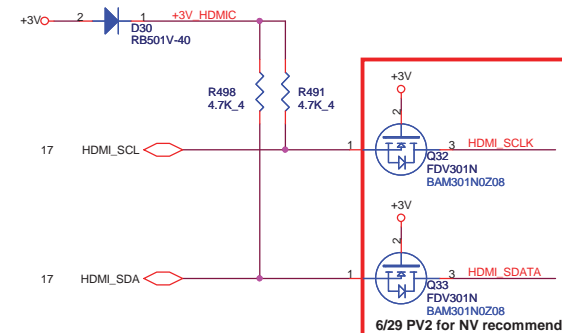 +3V
2
1
+3V_HDMIC
D30
RB501V-40
R498
4.7K_4
R491
4.7K_4
+3V
2
17
HDMI_SCL
1
3
HDMI_SCLK
Q32
FDV301N
BAM301N0Z08
+3V
2
17
HDMI_SDA
1
3
HDMI_SDATA
Q33
FDV301N
BAM301N0Z08
6/29 PV2 for NV recommend